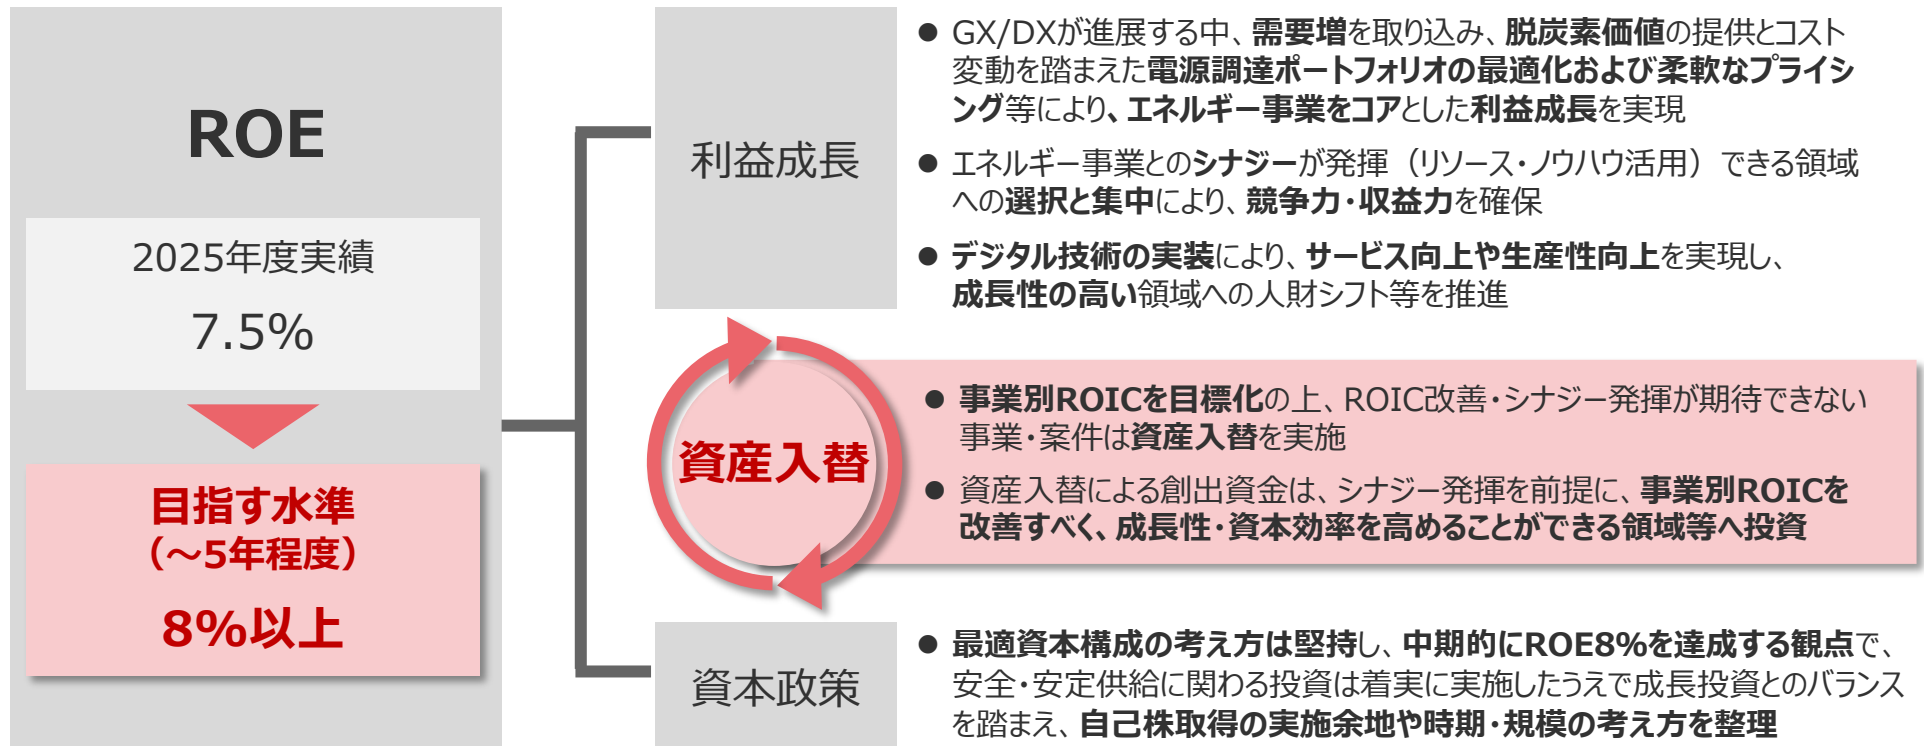 ROE
2025年度実績
7.5%
目指す水準
（～5年程度）
8%以上
利益成長
● GX/DXが進展する中、需要増を取り込み、脱炭素価値の提供とコスト
変動を踏まえた電源調達ポートフォリオの最適化および柔軟なプライシ
ング等により、エネルギー事業をコアとした利益成長を実現
● エネルギー事業とのシナジーが発揮（リソース・ノウハウ活用）できる領域
への選択と集中により、競争力・収益力を確保
● デジタル技術の実装により、サービス向上や生産性向上を実現し、
成長性の高い領域への人財シフト等を推進
資産入替
● 事業別ROICを目標化の上、ROIC改善・シナジー発揮が期待できない
事業・案件は資産入替を実施
● 資産入替による創出資金は、シナジー発揮を前提に、事業別ROICを
改善すべく、成長性・資本効率を高めることができる領域等へ投資
資本政策
● 最適資本構成の考え方は堅持し、中期的にROE8%を達成する観点で、
安全・安定供給に関わる投資は着実に実施したうえで成長投資とのバランス
を踏まえ、自己株取得の実施余地や時期・規模の考え方を整理